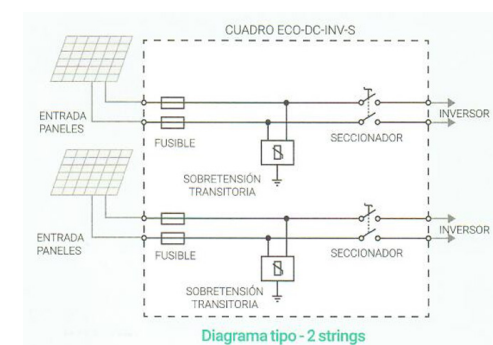 CUADRO ECO-DC-INV-S
ENTRADA
PANELES
FUSIBLE
SOBRETENSIÓN
TRANSITORIA
SECCIONADOR
INVERSOR
ENTRADA
PANELES
FUSIBLE
SOBRETENSIÓN
TRANSITORIA
SECCIONADOR
INVERSOR
Diagrama tipo - 2 strings